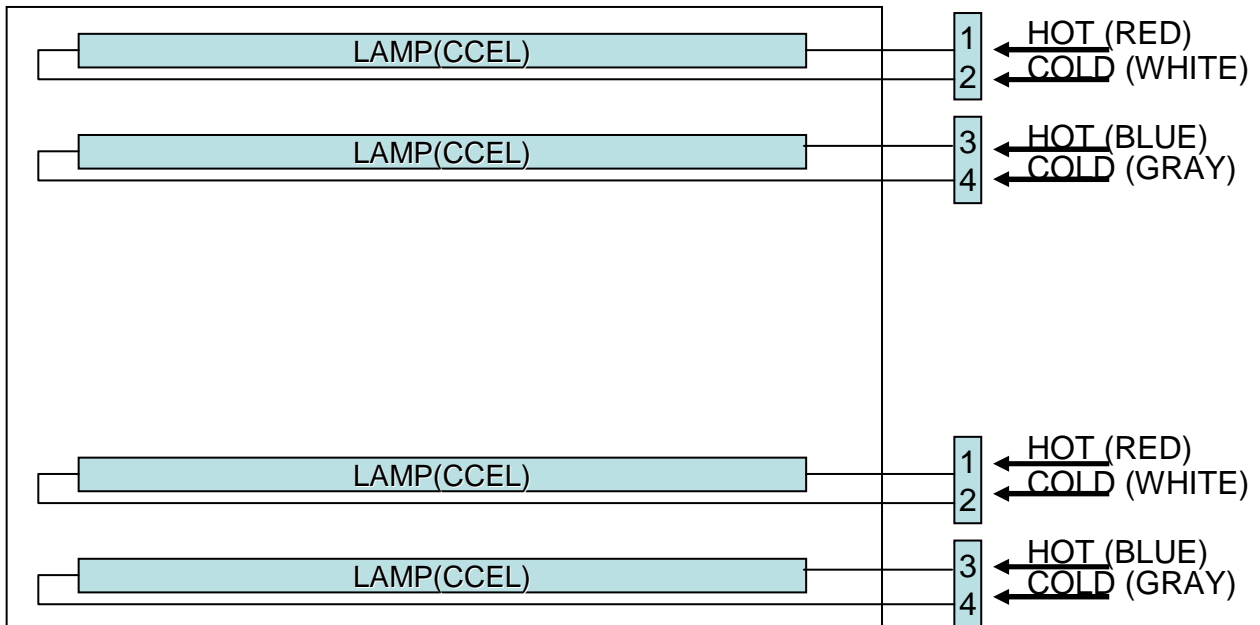 LAMP(CCEL)
1
HOT (RED)
2
COLD (WHITE)
LAMP(CCEL)
3
HOT (BLUE)
4
COLD (GRAY)
LAMP(CCEL)
1
HOT (RED)
2
COLD (WHITE)
LAMP(CCEL)
3
HOT (BLUE)
4
COLD (GRAY)